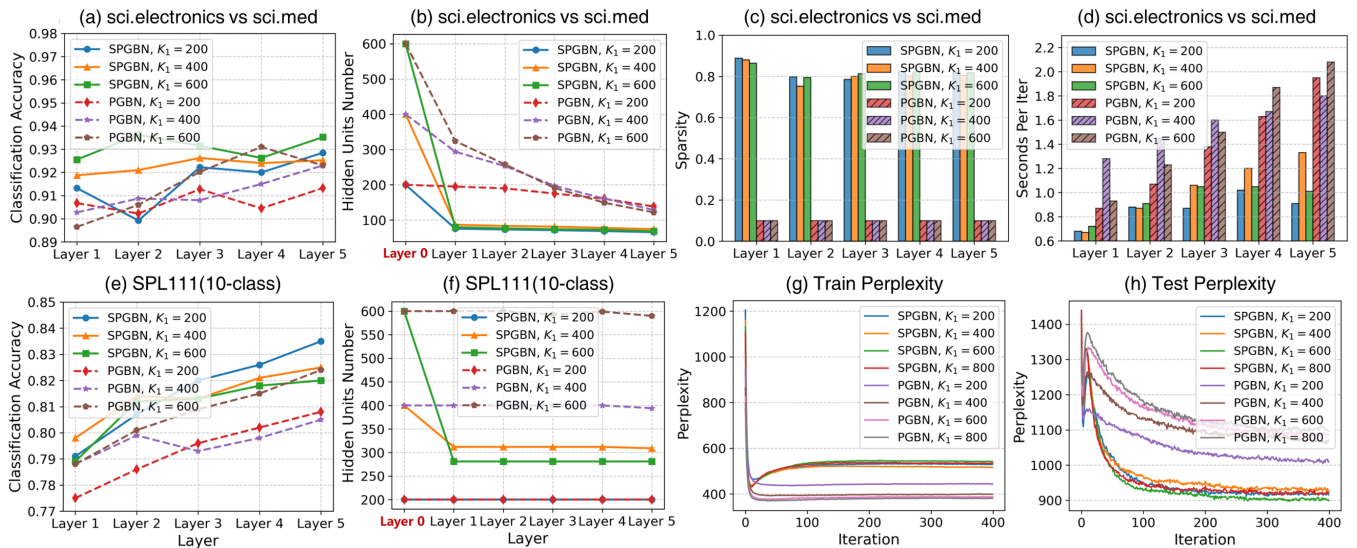 (a) sci.electronics vs sci.med
Classification Accuracy
0.98
0.97
0.96
0.95
0.94
0.93
0.92
0.91
0.90
0.89
SPGBN, K₁ = 200
SPGBN, K₁ = 400
SPGBN, K₁ = 600
PGBN, K₁ = 200
PGBN, K₁ = 400
PGBN, K₁ = 600
Layer 1 Layer 2 Layer 3 Layer 4 Layer 5
(b) sci.electronics vs sci.med
Hidden Units Number
600
500
400
300
200
100
SPGBN, K₁ = 200
SPGBN, K₁ = 400
SPGBN, K₁ = 600
PGBN, K₁ = 200
PGBN, K₁ = 400
PGBN, K₁ = 600
Layer 0 Layer 1 Layer 2 Layer 3 Layer 4 Layer 5
(c) sci.electronics vs sci.med
Sparsity
1.0
0.8
0.6
0.4
0.2
0.0
SPGBN, K₁ = 200
SPGBN, K₁ = 400
SPGBN, K₁ = 600
PGBN, K₁ = 200
PGBN, K₁ = 400
PGBN, K₁ = 600
Layer 1 Layer 2 Layer 3 Layer 4 Layer 5
(d) sci.electronics vs sci.med
Seconds Per Iter
2.2
2.0
1.8
1.6
1.4
1.2
1.0
0.8
0.6
SPGBN, K₁ = 200
SPGBN, K₁ = 400
SPGBN, K₁ = 600
PGBN, K₁ = 200
PGBN, K₁ = 400
PGBN, K₁ = 600
Layer 1 Layer 2 Layer 3 Layer 4 Layer 5
(e) SPL111(10-class)
Classification Accuracy
0.85
0.84
0.83
0.82
0.81
0.80
0.79
0.78
0.77
SPGBN, K₁ = 200
SPGBN, K₁ = 400
SPGBN, K₁ = 600
PGBN, K₁ = 200
PGBN, K₁ = 400
PGBN, K₁ = 600
Layer 1 Layer 2 Layer 3 Layer 4 Layer 5
Layer
(f) SPL111(10-class)
Hidden Units Number
600
550
500
450
400
350
300
250
200
SPGBN, K₁ = 200
SPGBN, K₁ = 400
SPGBN, K₁ = 600
PGBN, K₁ = 200
PGBN, K₁ = 400
PGBN, K₁ = 600
Layer 0 Layer 1 Layer 2 Layer 3 Layer 4 Layer 5
Layer
(g) Train Perplexity
Perplexity
1200
1000
800
600
400
SPGBN, K₁ = 200
SPGBN, K₁ = 400
SPGBN, K₁ = 600
SPGBN, K₁ = 800
PGBN, K₁ = 200
PGBN, K₁ = 400
PGBN, K₁ = 600
PGBN, K₁ = 800
0 100 200 300 400
Iteration
(h) Test Perplexity
Perplexity
1400
1300
1200
1100
1000
900
SPGBN, K₁ = 200
SPGBN, K₁ = 400
SPGBN, K₁ = 600
SPGBN, K₁ = 800
PGBN, K₁ = 200
PGBN, K₁ = 400
PGBN, K₁ = 600
PGBN, K₁ = 800
0 100 200 300 400
Iteration